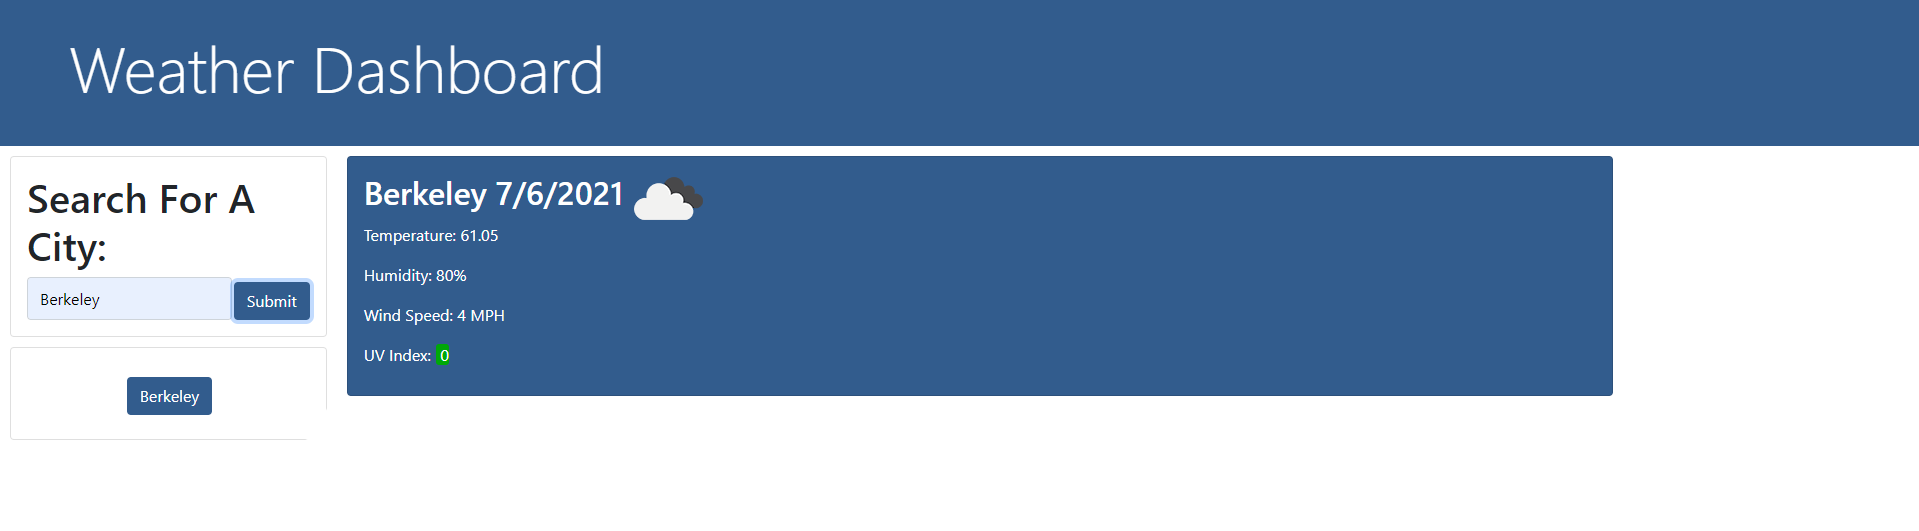 Weather Dashboard
Search For A
City:
Berkeley
Submit
Berkeley
Berkeley 7/6/2021
Temperature: 61.05
Humidity: 80%
Wind Speed: 4 MPH
UV Index: 0